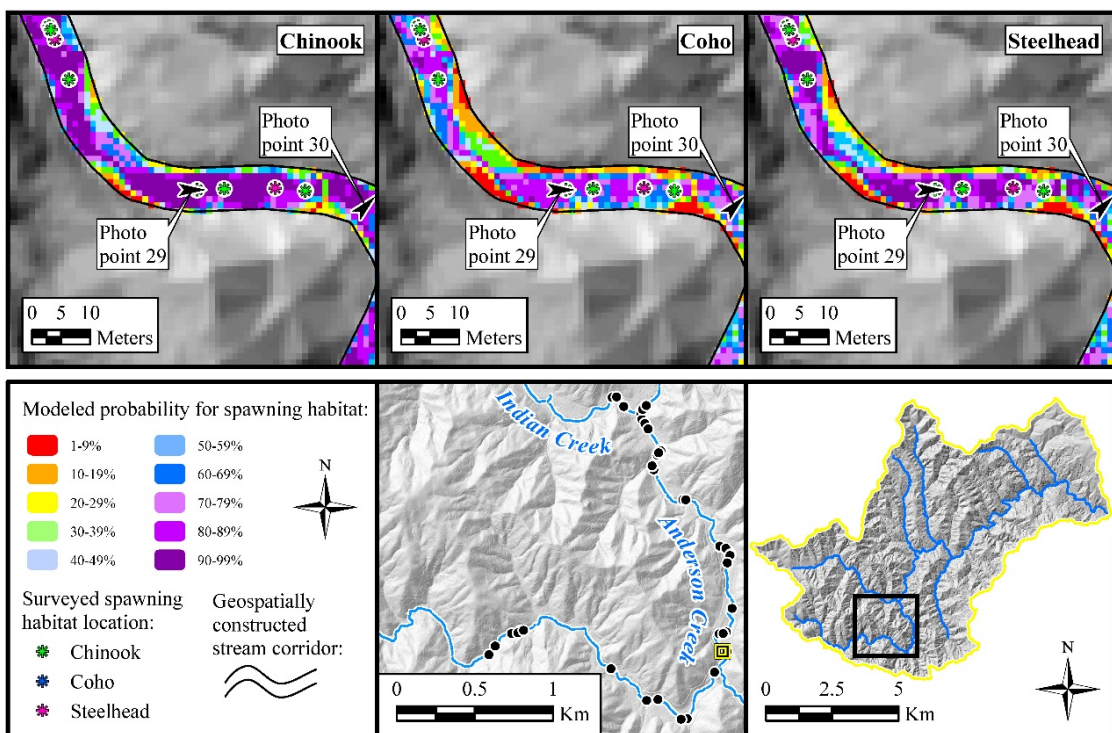 Chinook
Photo
point 30
Photo
point 29
0 5 10
Meters
Coho
Photo
point 30
Photo
point 29
0 5 10
Meters
Steelhead
Photo
point 30
Photo
point 29
0 5 10
Meters
Modeled probability for spawning habitat:
1-9%
10-19%
20-29%
30-39%
40-49%
50-59%
60-69%
70-79%
80-89%
90-99%
N
Surveyed spawning
habitat location:
Chinook
Coho
Steelhead
Geospatially
constructed
stream corridor:
Indian Creek
Anderson Creek
0 0.5 1
Km
0 2.5 5
Km
N